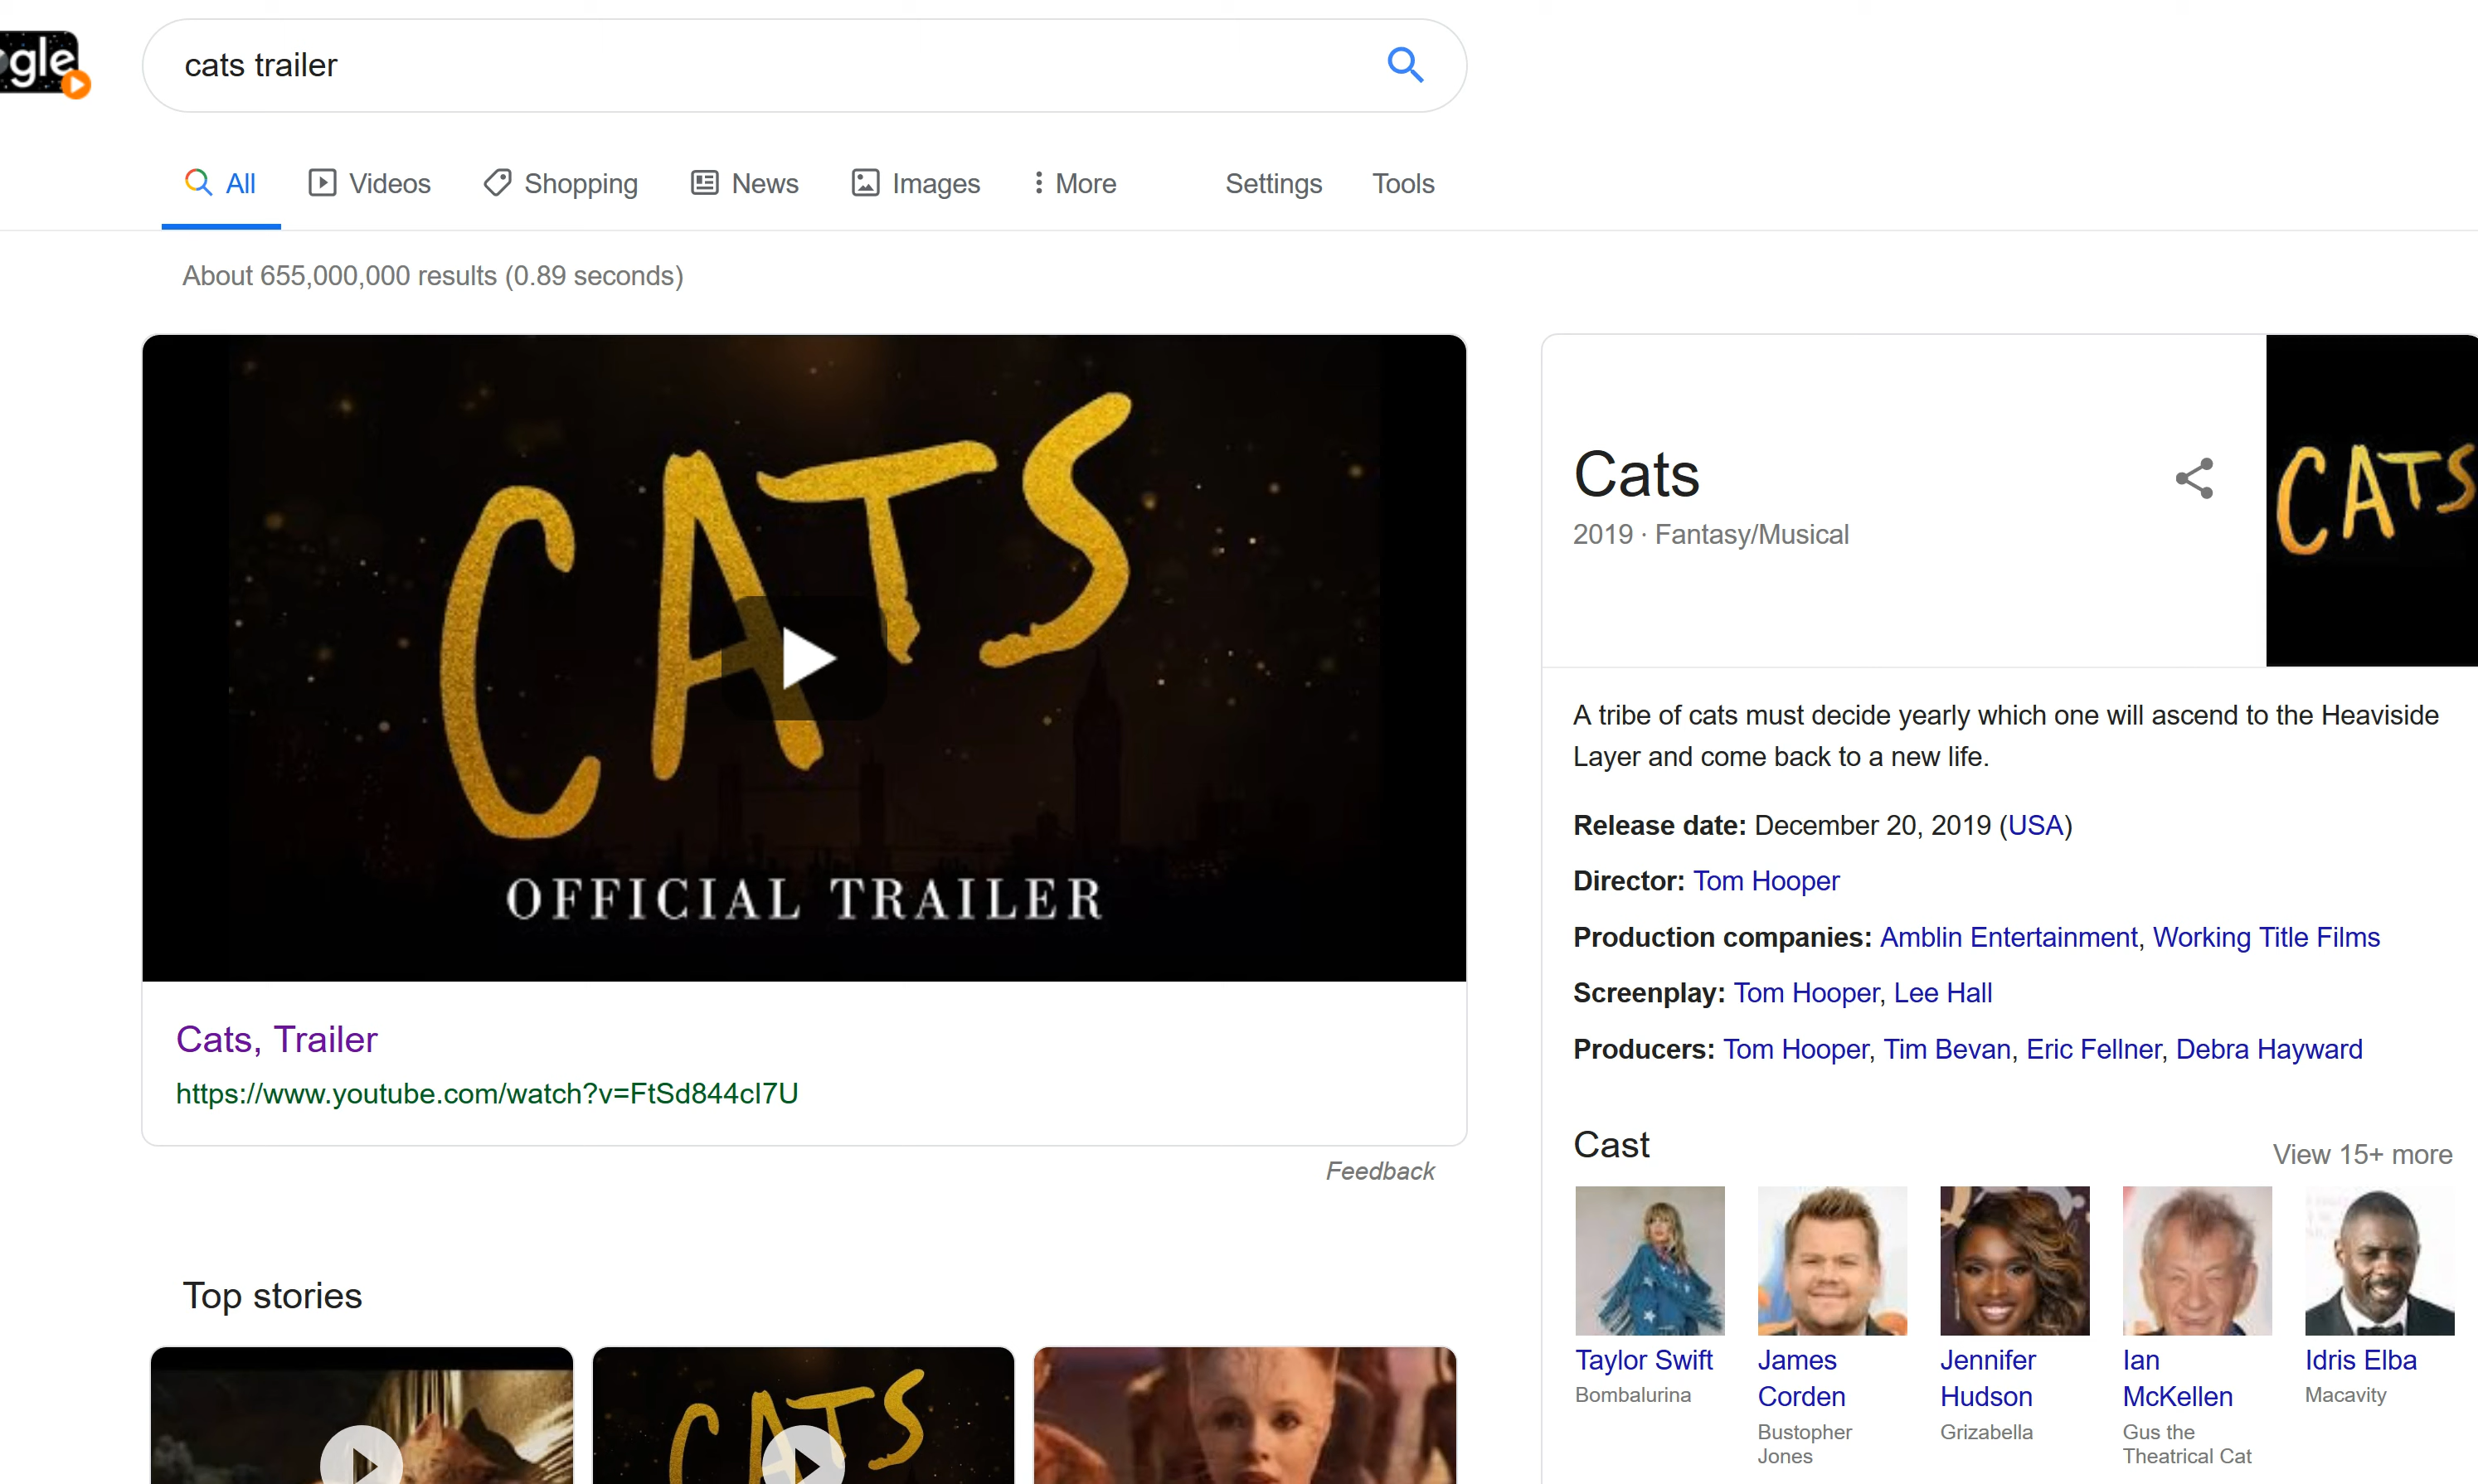 gle
cats trailer
All Videos Shopping News Images More Settings Tools
About 655,000,000 results (0.89 seconds)
CATS
OFFICIAL TRAILER
Cats, Trailer
https://www.youtube.com/watch?v=FtSd844cI7U
Feedback
Top stories
CATS
Cats
2019 · Fantasy/Musical
CATS
A tribe of cats must decide yearly which one will ascend to the Heaviside
Layer and come back to a new life.
Release date: December 20, 2019 (USA)
Director: Tom Hooper
Production companies: Amblin Entertainment, Working Title Films
Screenplay: Tom Hooper, Lee Hall
Producers: Tom Hooper, Tim Bevan, Eric Fellner, Debra Hayward
Cast
View 15+ more
Taylor Swift
Bombalurina
James
Corden
Bustopher
Jones
Jennifer
Hudson
Grizabella
Ian
McKellen
Gus the
Theatrical Cat
Idris Elba
Macavity